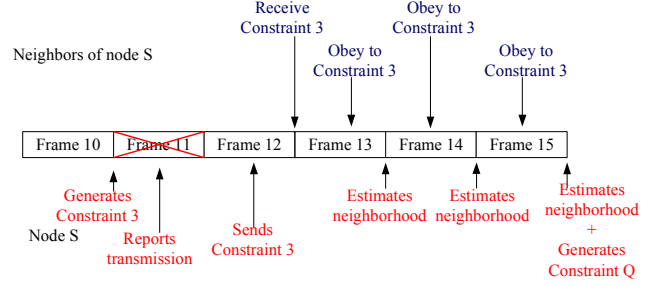 Receive
Constraint 3
Obey to
Constraint 3
Obey to
Constraint 3
Obey to
Constraint 3
Neighbors of node S
Frame 10
Frame 11
Frame 12
Frame 13
Frame 14
Frame 15
Generates
Constraint 3
Reports
transmission
Sends
Constraint 3
Estimates
neighborhood
Estimates
neighborhood
Estimates
neighborhood
+
Generates
Constraint Q
Node S